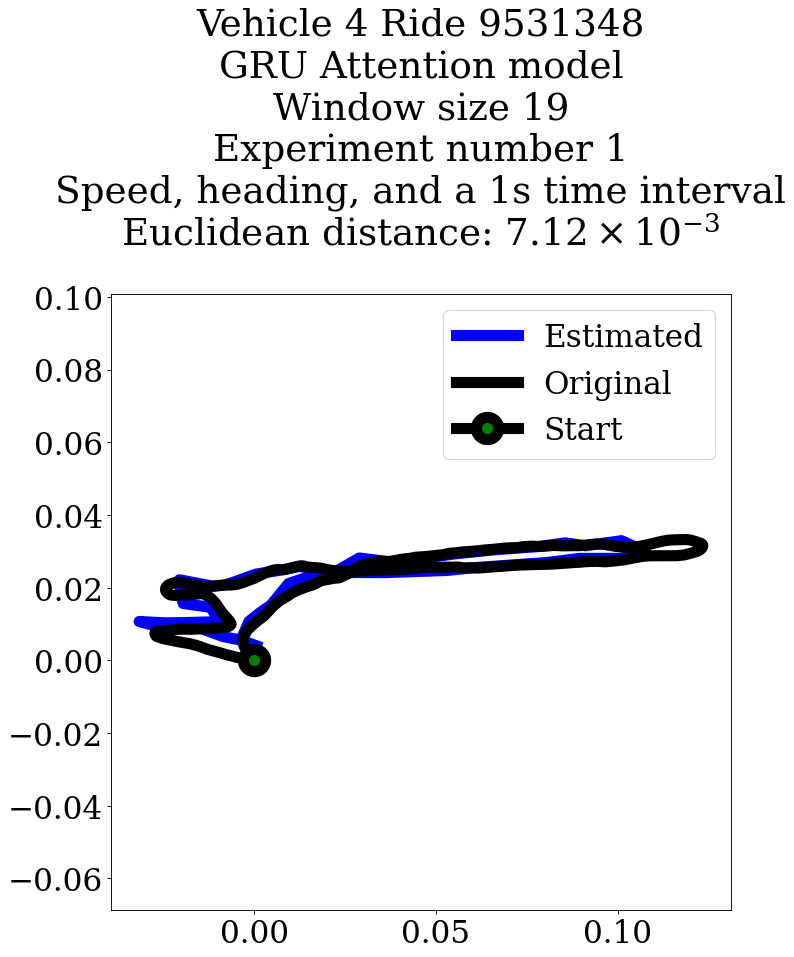 Vehicle 4 Ride 9531348
GRU Attention model
Window size 19
Experiment number 1
Speed, heading, and a 1s time interval
Euclidean distance: 7.12 × 10⁻³
0.10
Estimated
0.08
Original
Start
0.06
0.04
0.02
0.00
−0.02
−0.04
−0.06
0.00 0.05 0.10